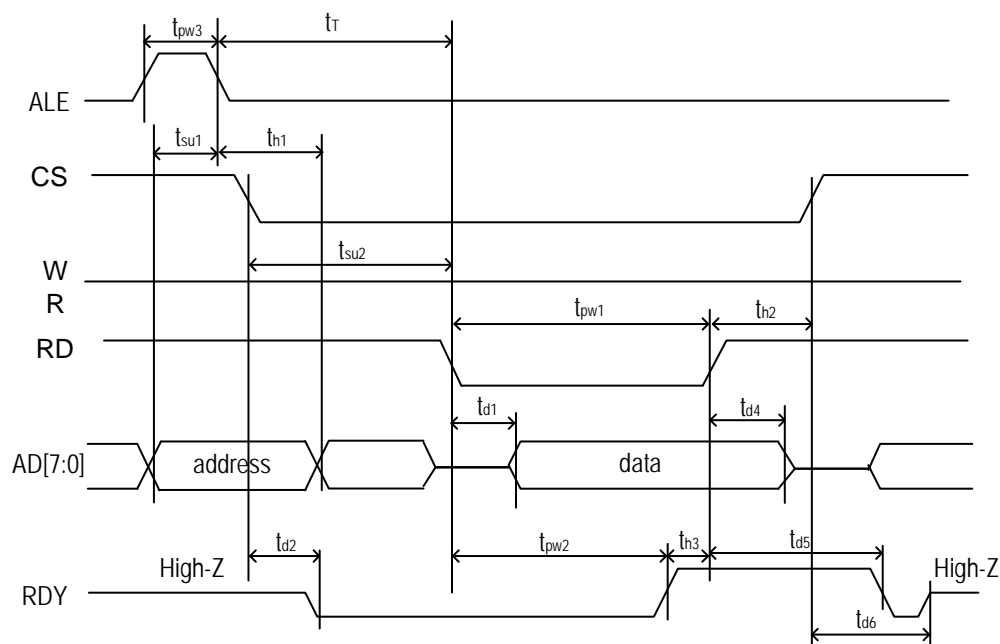 tpw3
tT
ALE
tsu1
th1
CS
tsu2
W
R
tpw1
th2
RD
td1
td4
AD[7:0]
address
data
td2
tpw2
th3
td5
High-Z
High-Z
RDY
td6